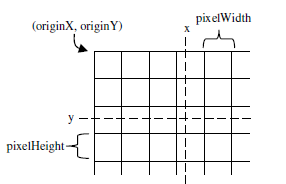 pixelWidth
(originX, originY)
x
y
pixelHeight